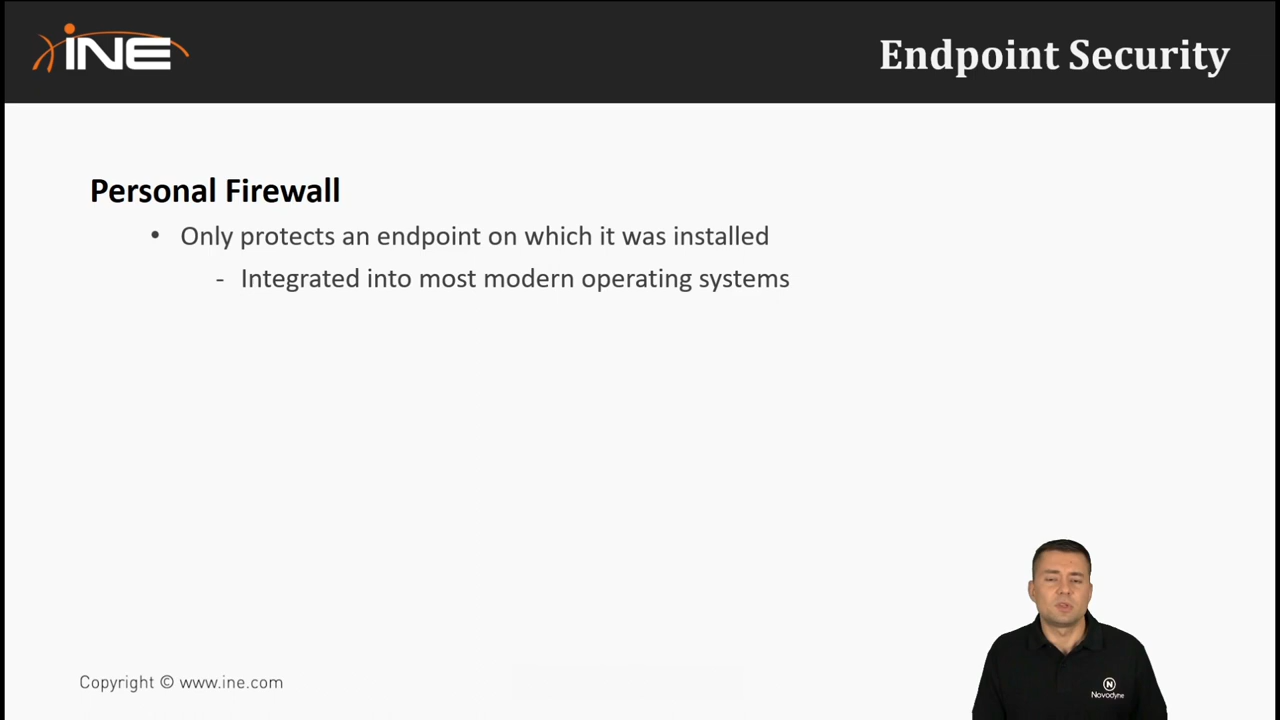 INE
Endpoint Security
Personal Firewall
• Only protects an endpoint on which it was installed
- Integrated into most modern operating systems
Copyright © www.ine.com
N
Novodyne